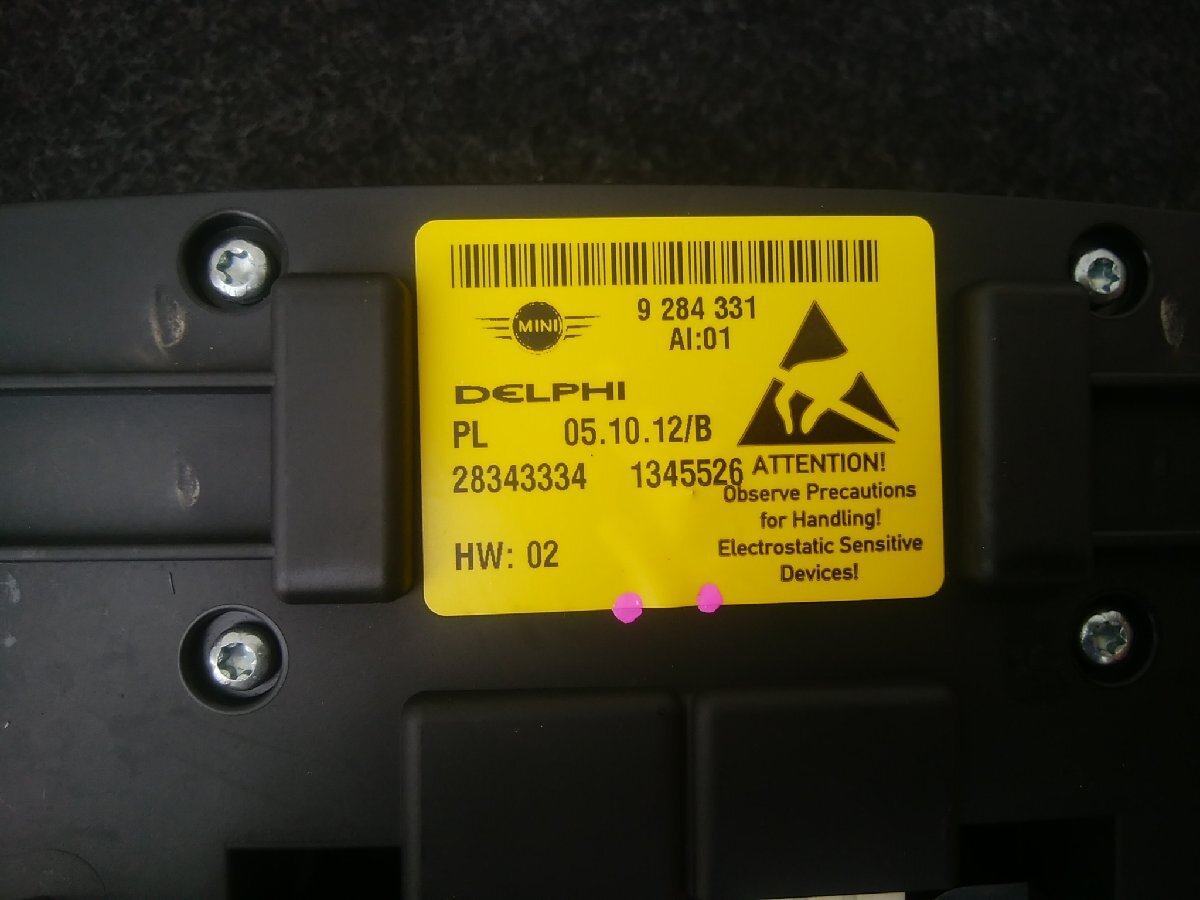 MINI
9 284 331
AI:01
DELPHI
PL 05.10.12/B
28343334 1345526
HW: 02
ATTENTION!
Observe Precautions
for Handling!
Electrostatic Sensitive
Devices!